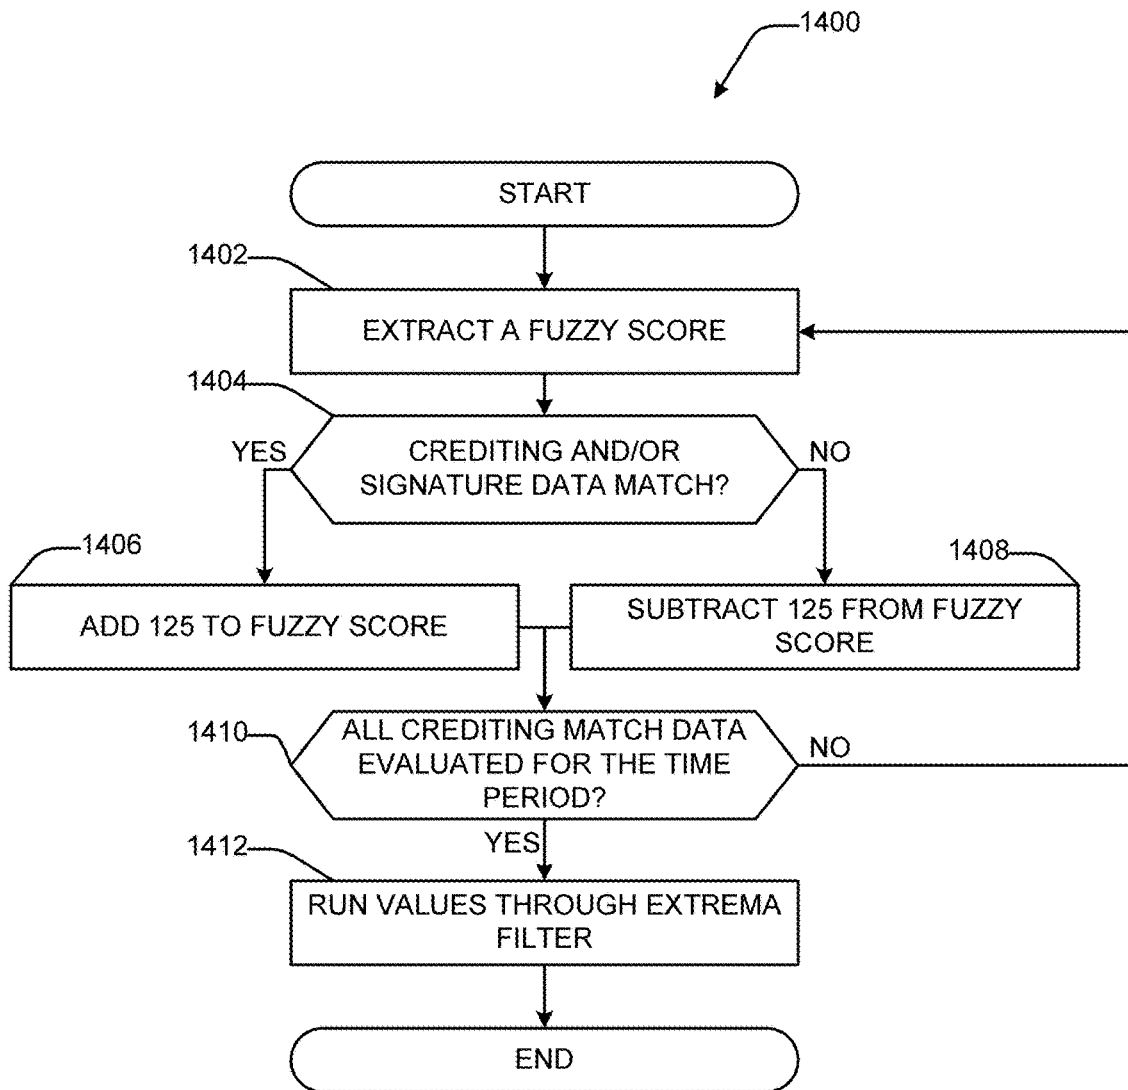 1400
START
1402
EXTRACT A FUZZY SCORE
1404
YES
CREDITING AND/OR
SIGNATURE DATA MATCH?
NO
1406
1408
ADD 125 TO FUZZY SCORE
SUBTRACT 125 FROM FUZZY
SCORE
1410
ALL CREDITING MATCH DATA
EVALUATED FOR THE TIME
PERIOD?
NO
YES
1412
RUN VALUES THROUGH EXTREMA
FILTER
END